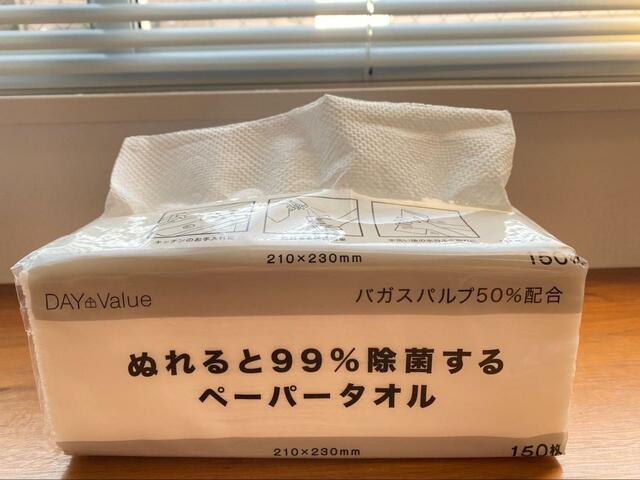 キッチンのお手入れに
210×230mm
150枚
DAY Value
バガスパルプ50%配合
ぬれると99%除菌する
ペーパータオル
210×230mm
150枚